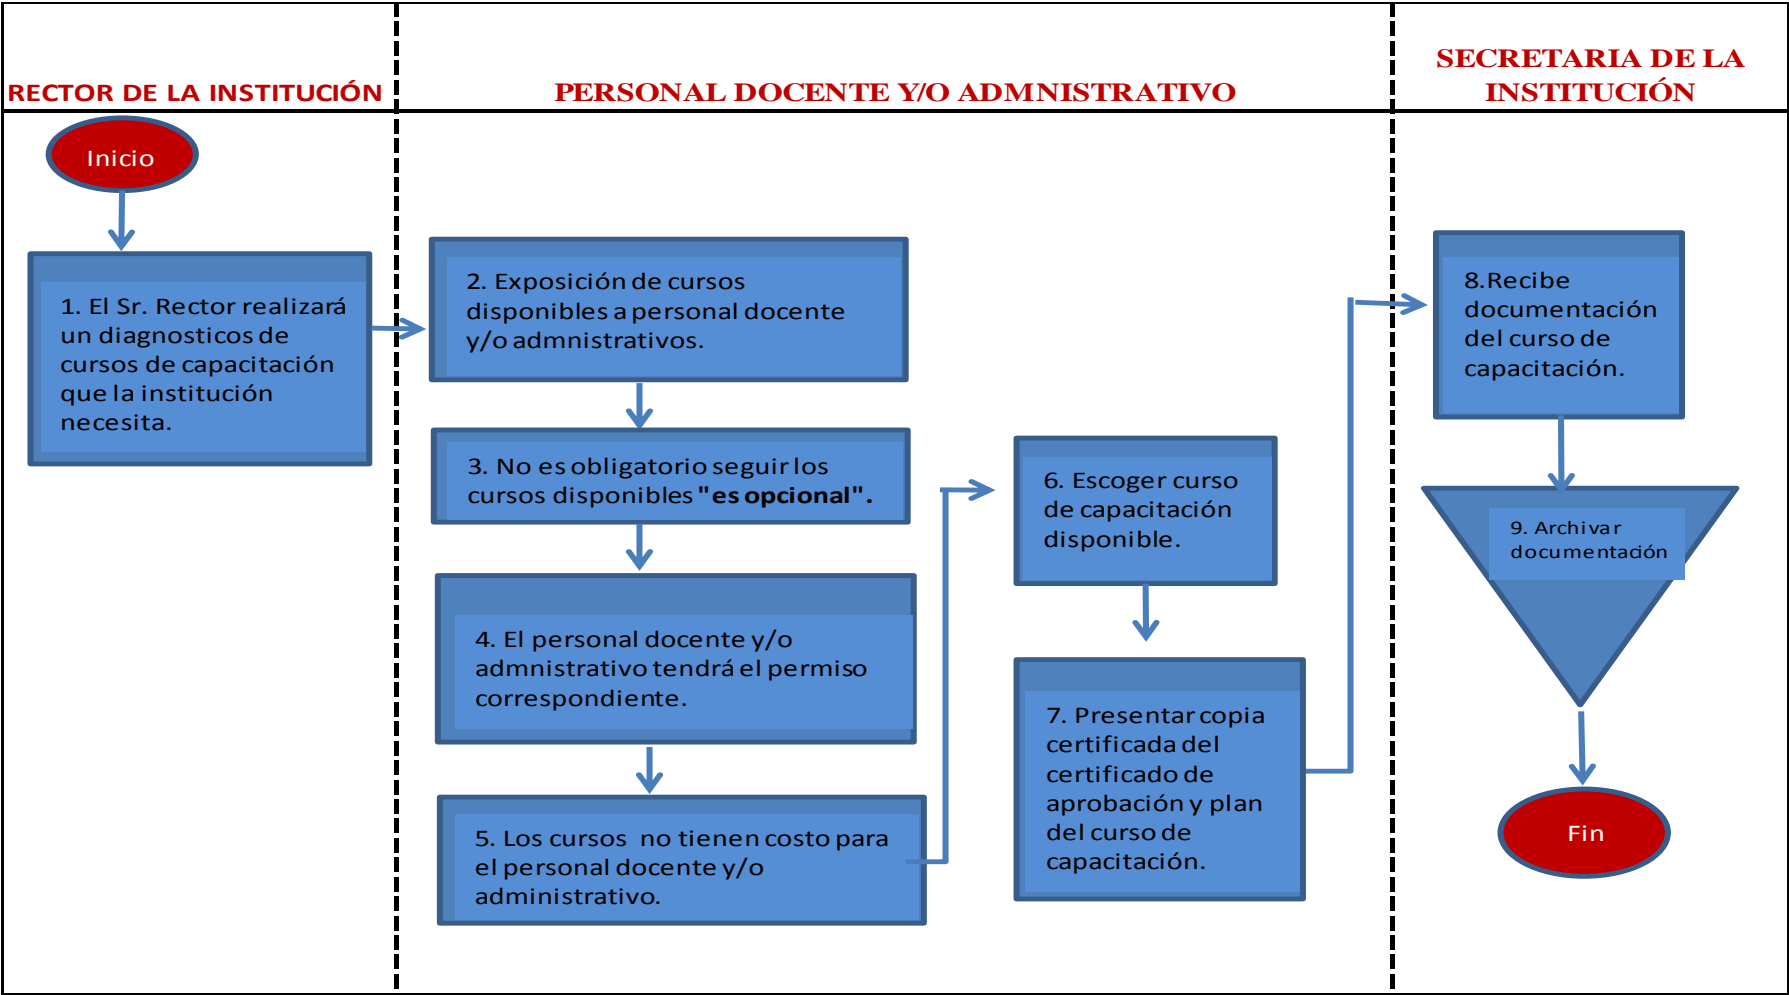 RECTOR DE LA INSTITUCIÓN
PERSONAL DOCENTE Y/O ADMNISTRATIVO
SECRETARIA DE LA
INSTITUCIÓN
Inicio
1. El Sr. Rector realizará
un diagnosticos de
cursos de capacitación
que la institución
necesita.
2. Exposición de cursos
disponibles a personal docente
y/o admnistrativos.
3. No es obligatorio seguir los
cursos disponibles "es opcional".
4. El personal docente y/o
admnistrativo tendrá el permiso
correspondiente.
5. Los cursos no tienen costo para
el personal docente y/o
administrativo.
6. Escoger curso
de capacitación
disponible.
7. Presentar copia
certificada del
certificado de
aprobación y plan
del curso de
capacitación.
8.Recibe
documentación
del curso de
capacitación.
9. Archivar
documentación
Fin